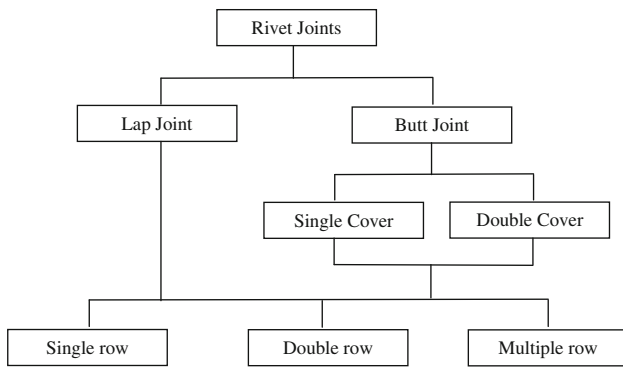 Rivet Joints
Lap Joint
Butt Joint
Single Cover
Double Cover
Single row
Double row
Multiple row